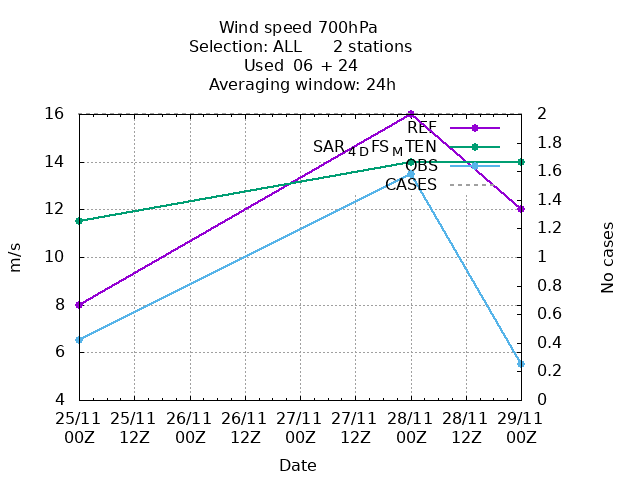 Wind speed 700hPa
Selection: ALL 2 stations
Used 06 + 24
Averaging window: 24h
16
14
12
10
8
6
4
m/s
2
1.8
1.6
1.4
1.2
1
0.8
0.6
0.4
0.2
0
No cases
REF
SAR4DFSMTEN
OBS
CASES
25/11 25/11 26/11 26/11 27/11 27/11 28/11 28/11 29/11
00Z 12Z 00Z 12Z 00Z 12Z 00Z 12Z 00Z
Date